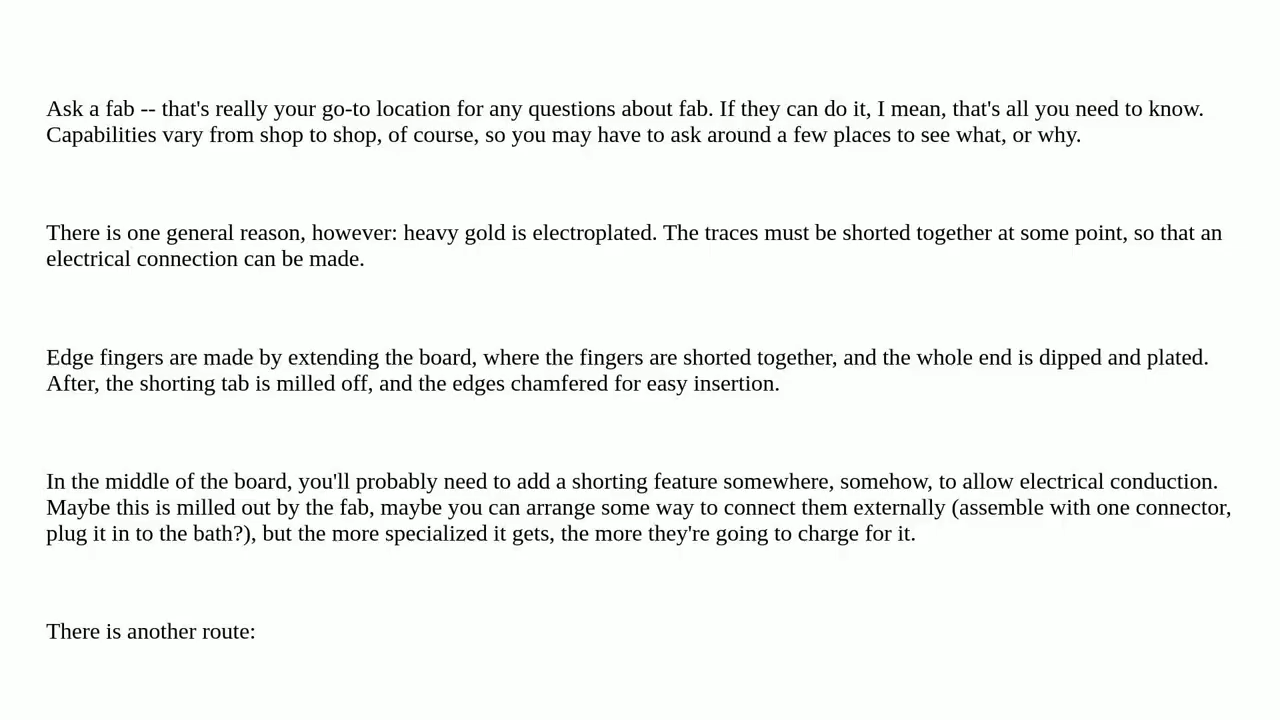 Ask a fab -- that's really your go-to location for any questions about fab. If they can do it, I mean, that's all you need to know.
Capabilities vary from shop to shop, of course, so you may have to ask around a few places to see what, or why.
There is one general reason, however: heavy gold is electroplated. The traces must be shorted together at some point, so that an
electrical connection can be made.
Edge fingers are made by extending the board, where the fingers are shorted together, and the whole end is dipped and plated.
After, the shorting tab is milled off, and the edges chamfered for easy insertion.
In the middle of the board, you'll probably need to add a shorting feature somewhere, somehow, to allow electrical conduction.
Maybe this is milled out by the fab, maybe you can arrange some way to connect them externally (assemble with one connector,
plug it in to the bath?), but the more specialized it gets, the more they're going to charge for it.
There is another route: